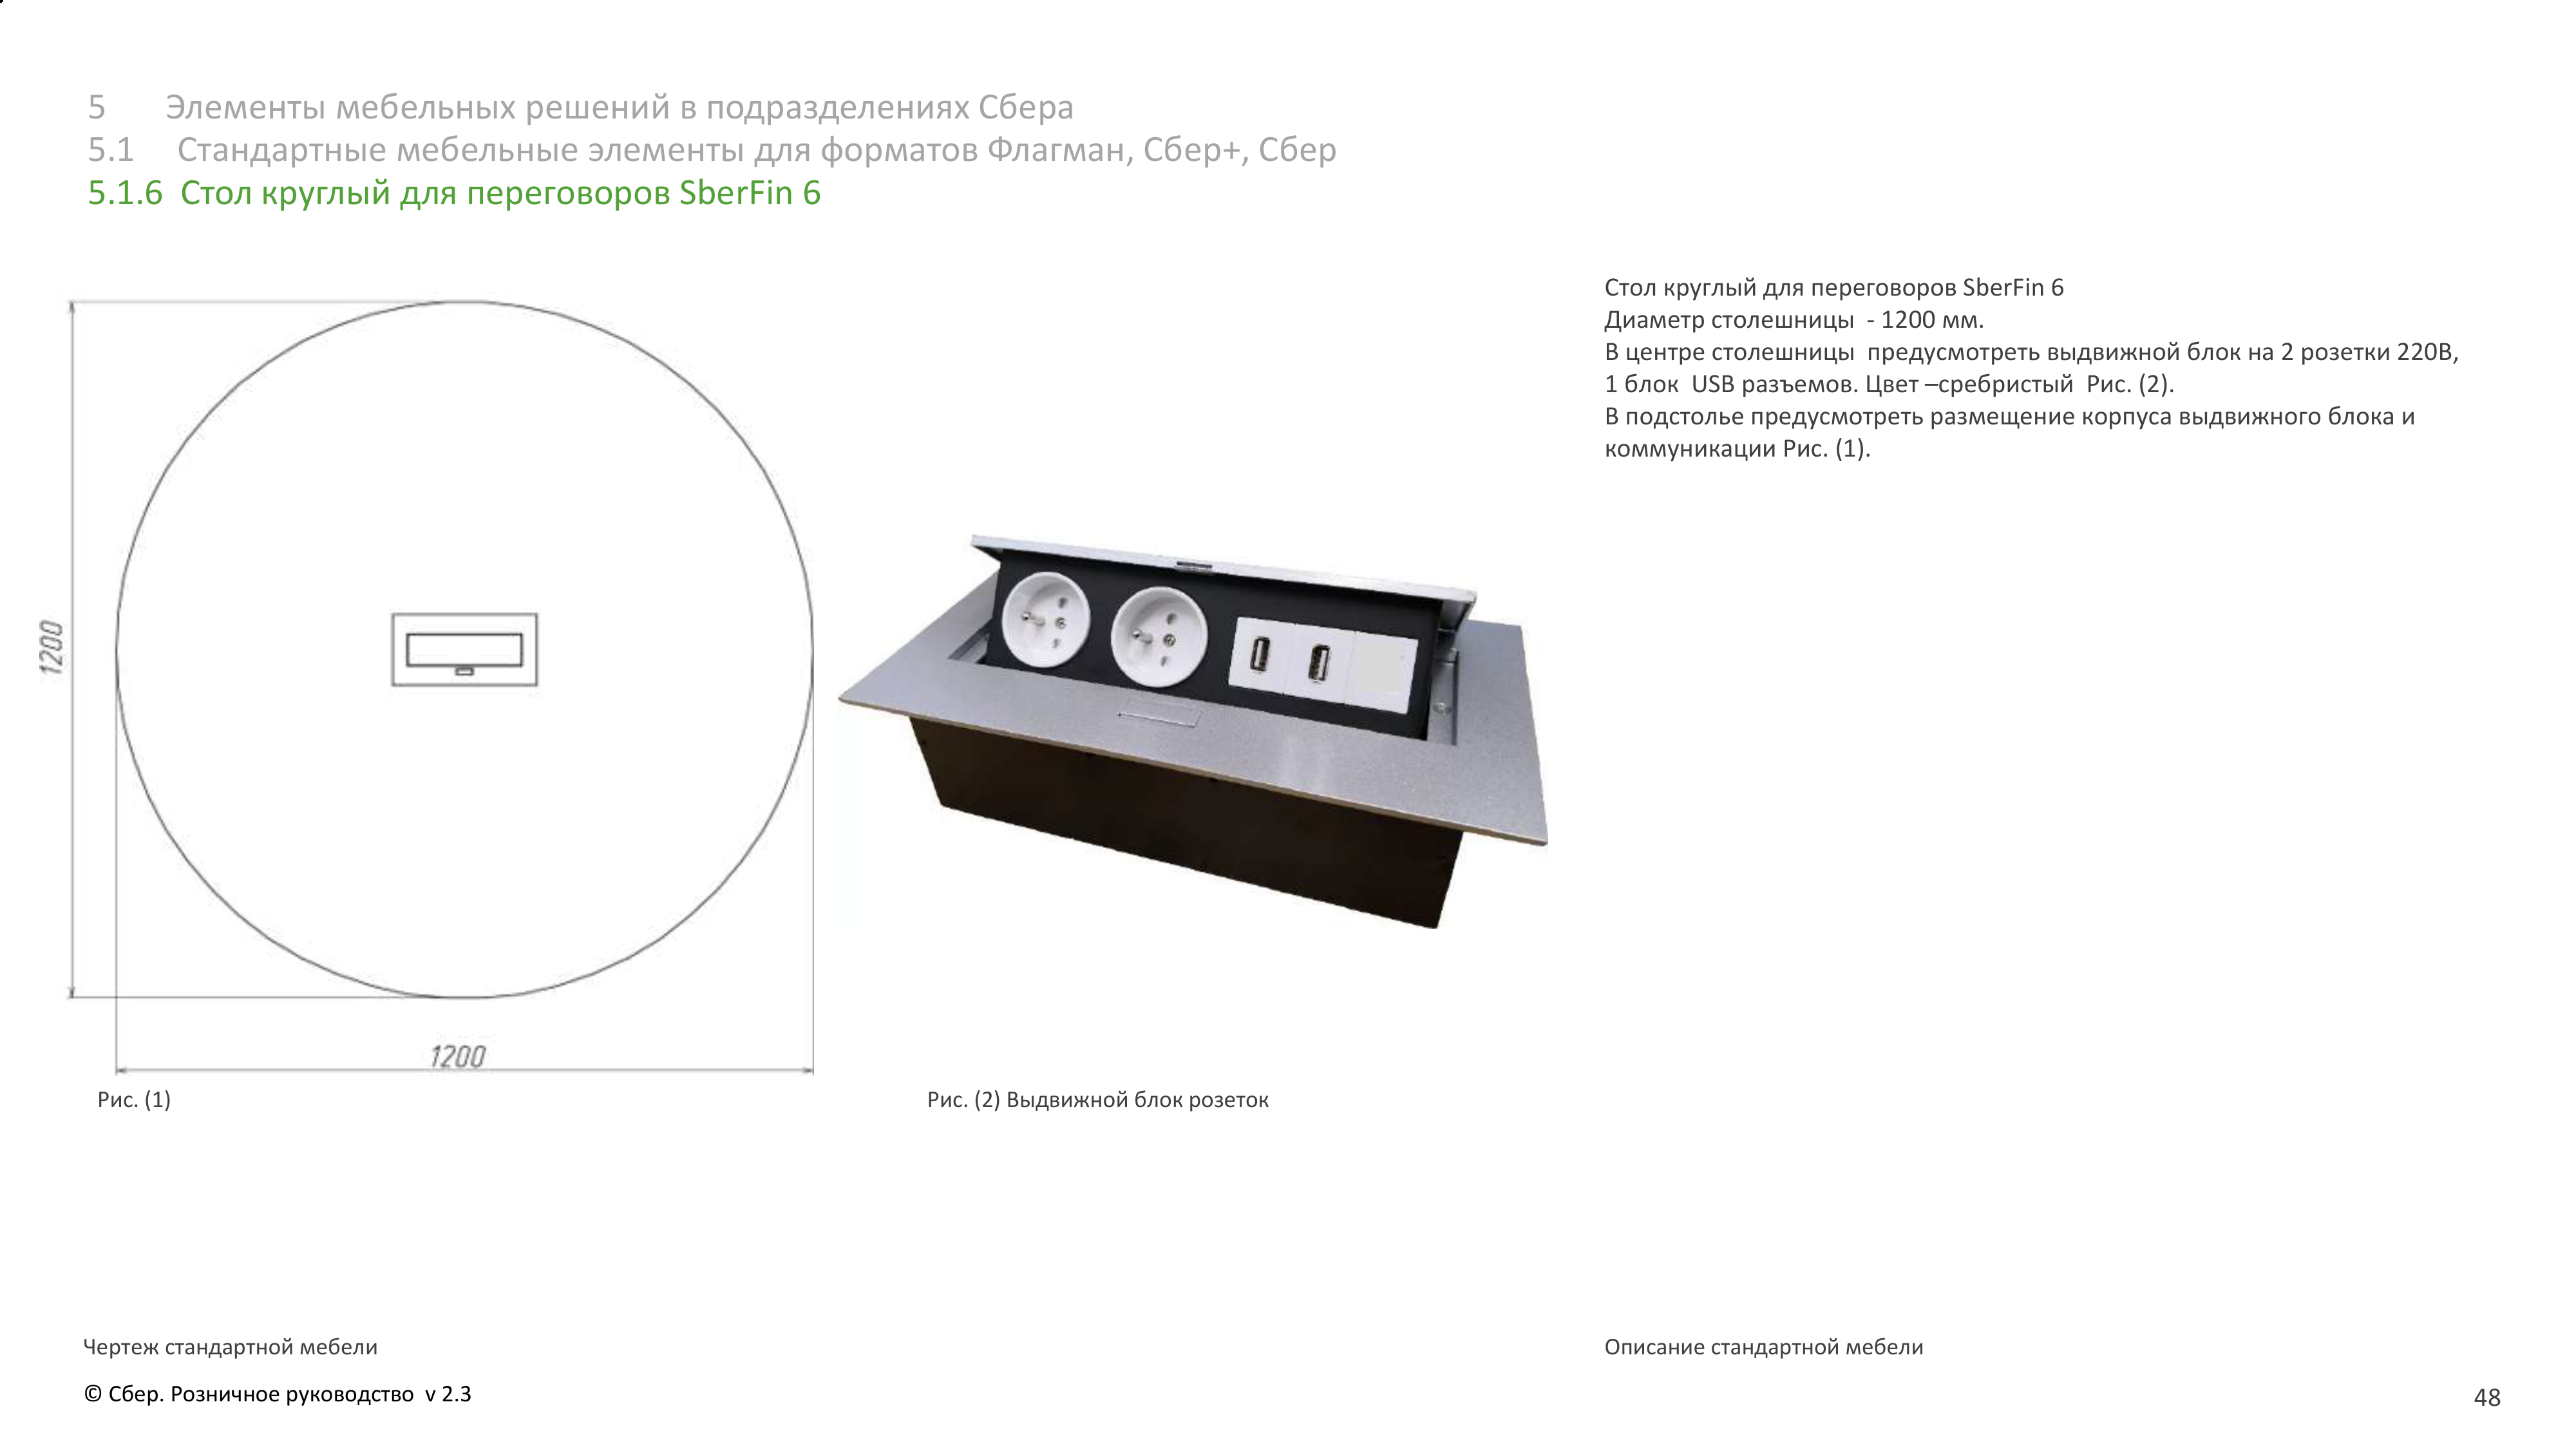 5 Элементы мебельных решений в подразделениях Сбера
5.1 Стандартные мебельные элементы для форматов Флагман, Сбер+, Сбер
5.1.6 Стол круглый для переговоров SberFin 6
Стол круглый для переговоров SberFin 6
Диаметр столешницы - 1200 мм.
В центре столешницы предусмотреть выдвижной блок на 2 розетки 220В,
1 блок USB разъемов. Цвет –сребристый Рис. (2).
В подстолье предусмотреть размещение корпуса выдвижного блока и
коммуникации Рис. (1).
1200
1200
Рис. (1)
Рис. (2) Выдвижной блок розеток
Чертеж стандартной мебели
Описание стандартной мебели
© Сбер. Розничное руководство v 2.3
48